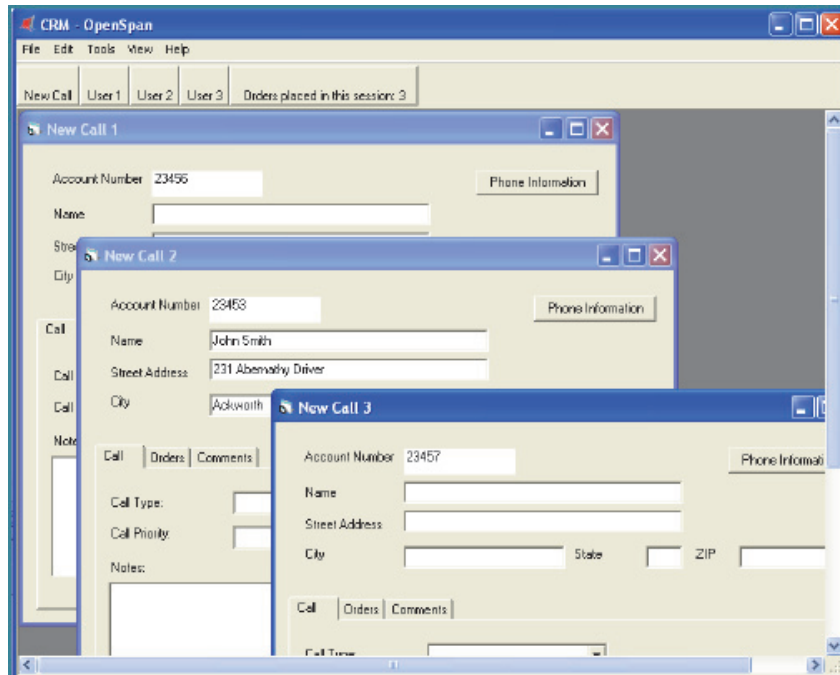 CRM - OpenSpan
File Edit Tools View Help
New Call User 1 User 2 User 3 Orders placed in this session: 3
New Call 1
Account Number 23456 Phone Information
Name
Stree
City
Call
Call
Call
Note
New Call 2
Account Number 23453 Phone Information
Name John Smith
Street Address 231 Abernathy Driver
City Ackworth
Call Orders Comments
Call Type:
Call Priority:
Notes:
New Call 3
Account Number 23457 Phone Informati
Name
Street Address
City State ZIP
Call Orders Comments
Call Type: